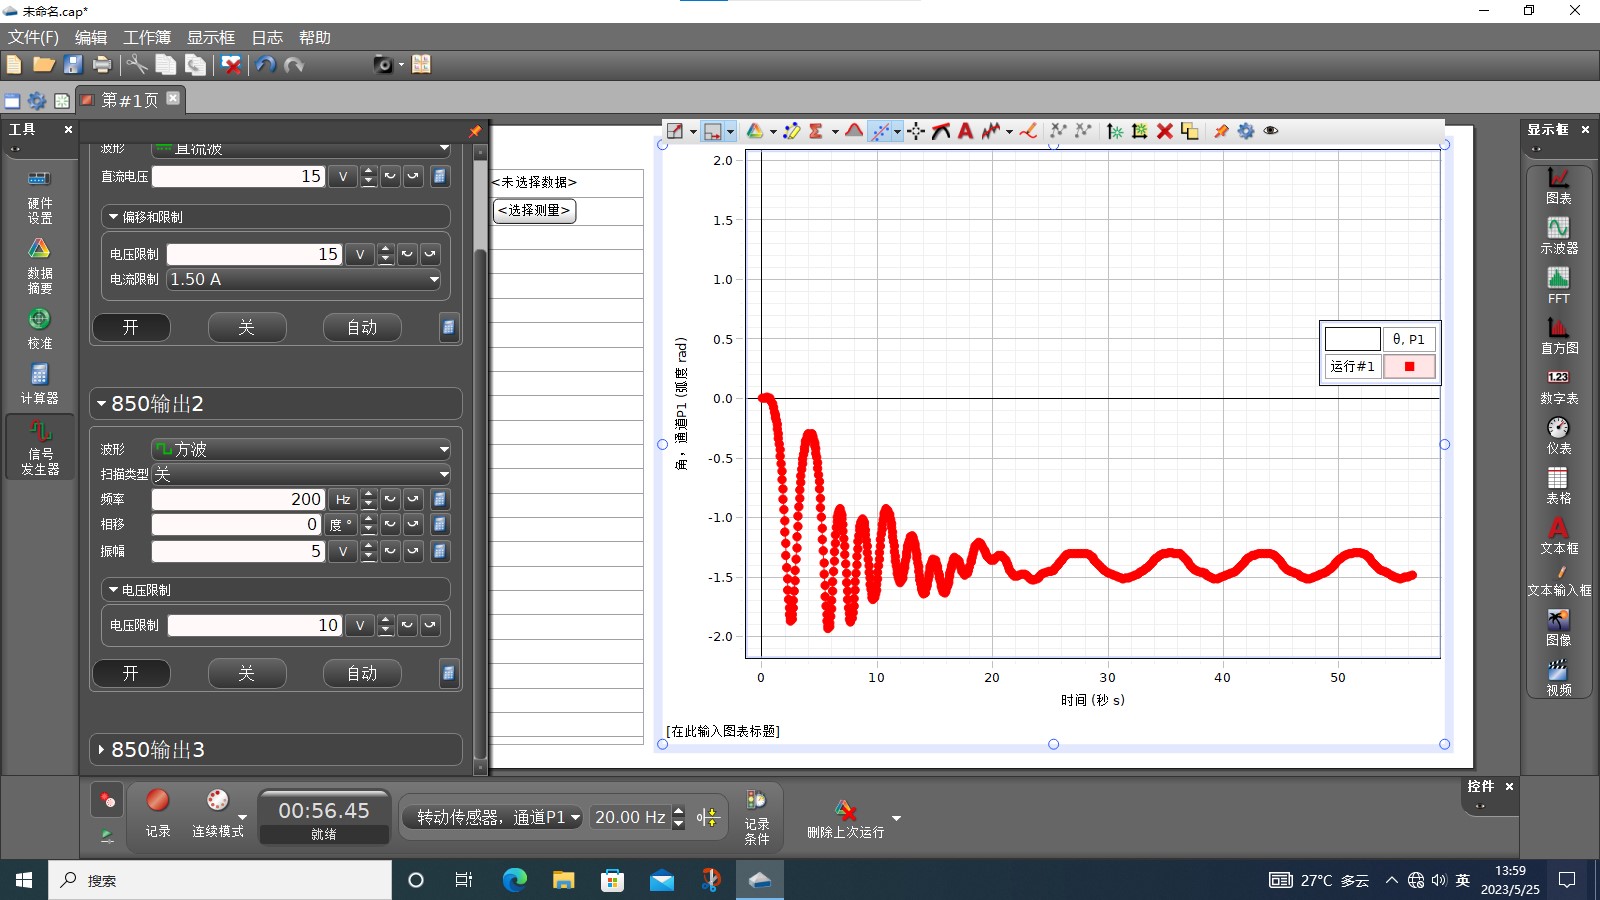 未命名.cap*
文件(F) 编辑 工作簿 显示框 日志 帮助
第#1页
工具
硬件
设置
数据
摘要
校准
计算器
信号
发生器
波形 直流波
直流电压 15 V
偏移和限制
电压限制 15 V
电流限制 1.50 A
开 关 自动
850输出2
波形 方波
扫描类型 关
频率 200 Hz
相移 0 度 °
振幅 5 V
电压限制
电压限制 10 V
开 关 自动
850输出3
<未选择数据>
<选择测量>
2.0
1.5
1.0
0.5
0.0
-0.5
-1.0
-1.5
-2.0
角，通道P1 (弧度 rad)
θ, P1
运行#1
0 10 20 30 40 50
时间 (秒 s)
[在此输入图表标题]
显示框
图表
示波器
FFT
直方图
1.23
数字表
仪表
表格
A
文本框
文本输入框
图像
视频
控件
记录
连续模式
00:56.45
就绪
转动传感器，通道P1
20.00 Hz
记录
条件
删除上次运行
搜索
27°C 多云
英
13:59
2023/5/25